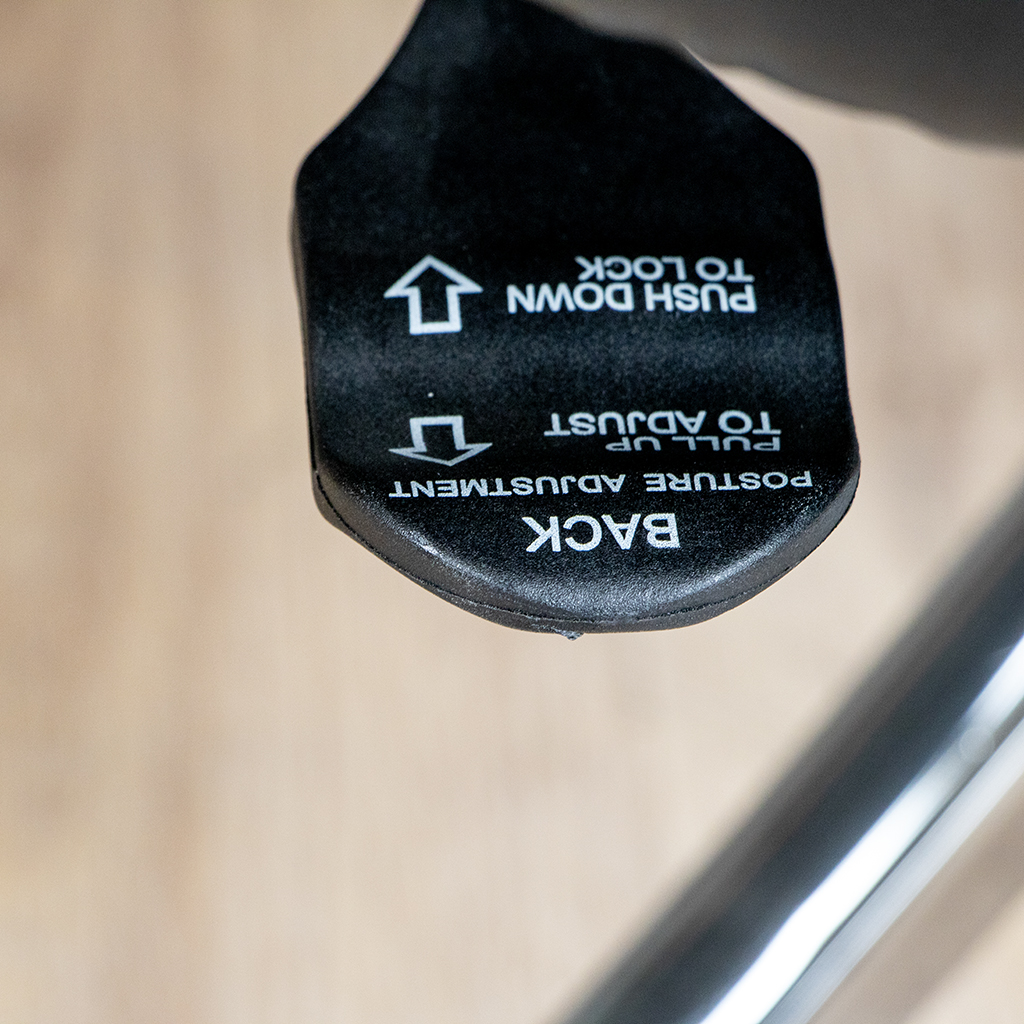 BACK
POSTURE ADJUSTMENT
PULL UP
TO ADJUST
PUSH DOWN
TO LOCK